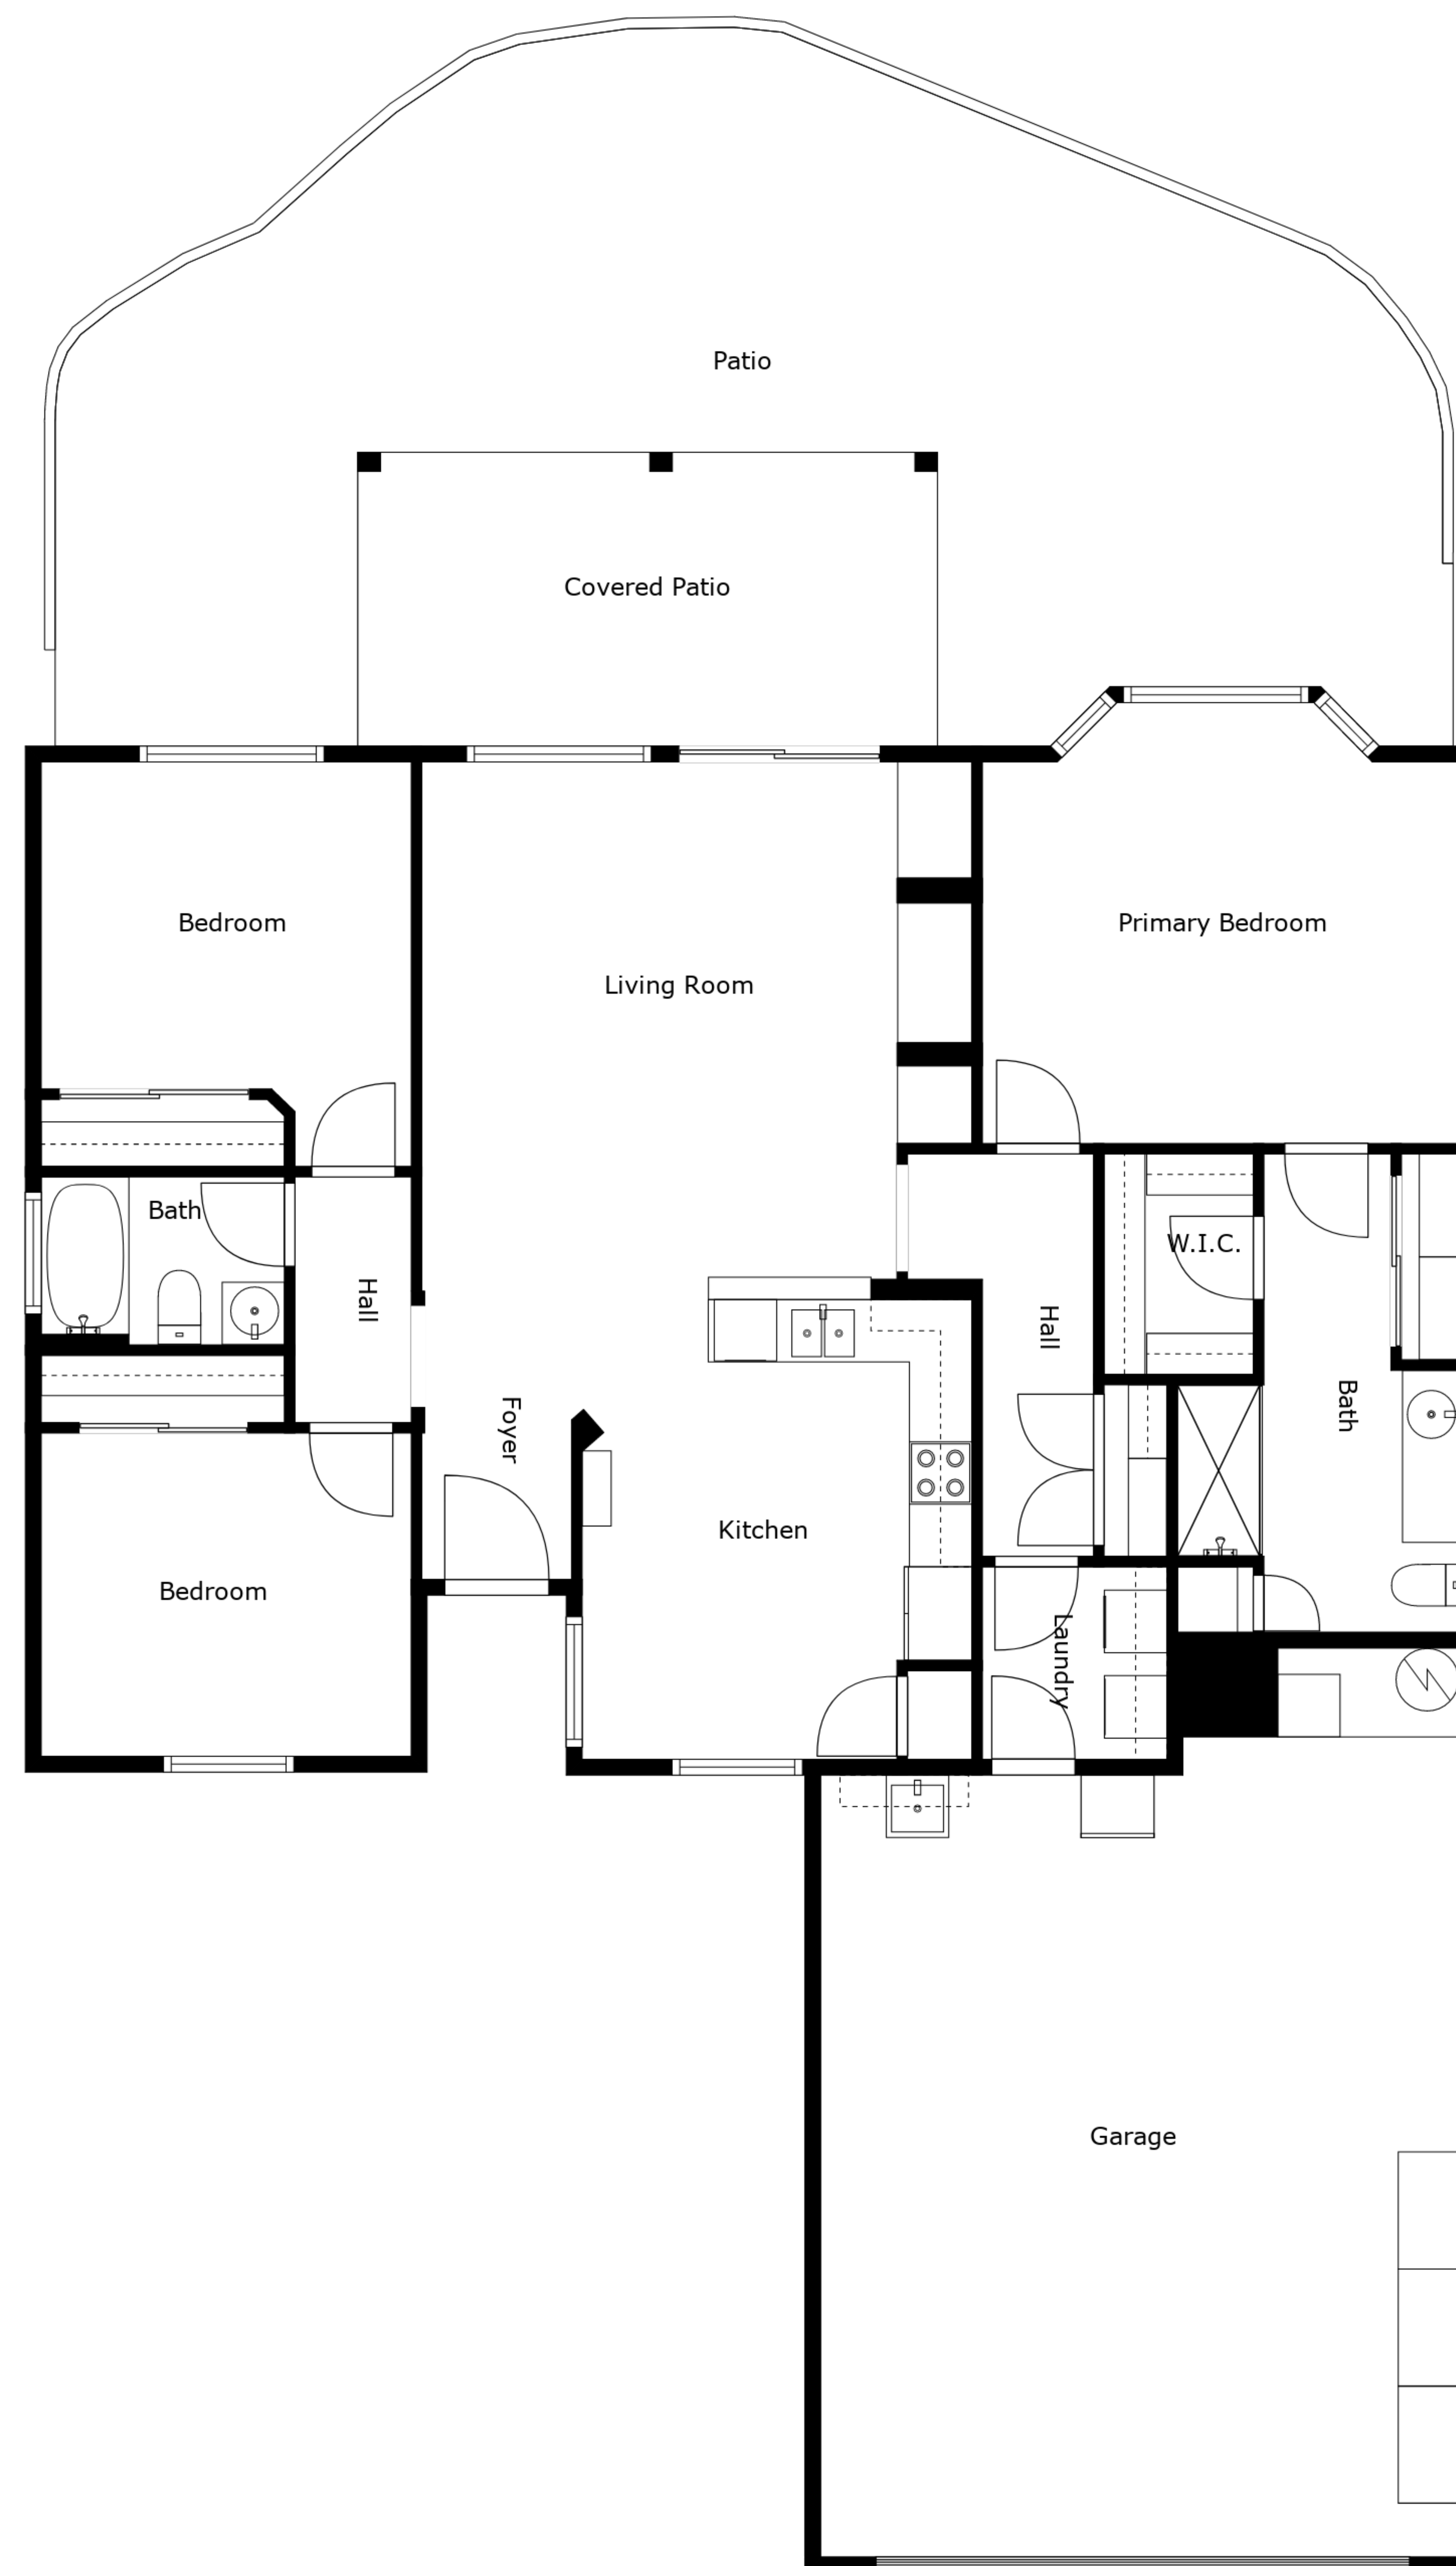 Patio
Covered Patio
Bedroom
Primary Bedroom
Living Room
Bath
W.I.C.
Hall
Hall
Bath
Foyer
Kitchen
Bedroom
Laundry
Garage